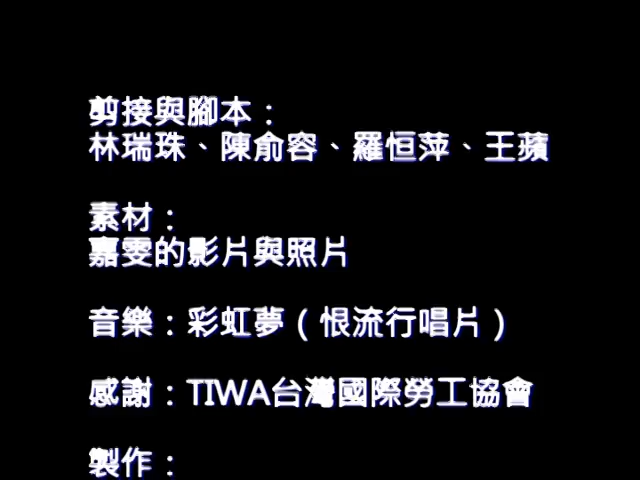 剪接與腳本：
林瑞珠、陳俞容、羅恒萍、王蘋
素材：
嘉雯的影片與照片
音樂：彩虹夢（恨流行唱片）
感謝：TIWA台灣國際勞工協會
製作：